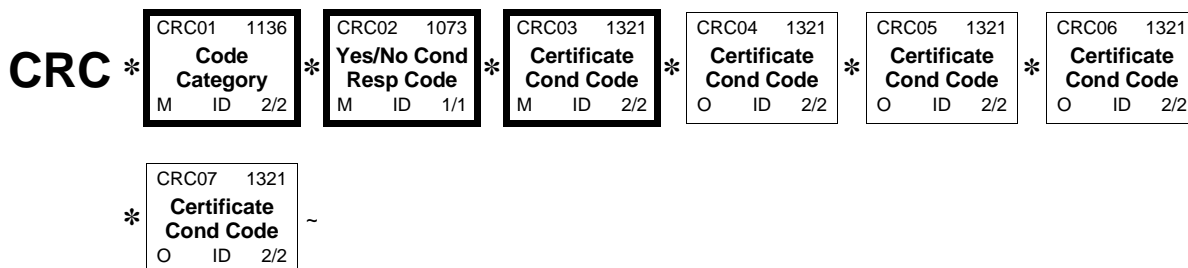 CRC01 1136 CRC02 1073 CRC03 1321 CRC04 1321 CRC05 1321 CRC06 1321
CRC * Code Category * Yes/No Cond Resp Code * Certificate Cond Code * Certificate Cond Code * Certificate Cond Code * Certificate Cond Code
M ID 2/2 M ID 1/1 M ID 2/2 O ID 2/2 O ID 2/2 O ID 2/2
CRC07 1321
* Certificate ~
Cond Code
O ID 2/2